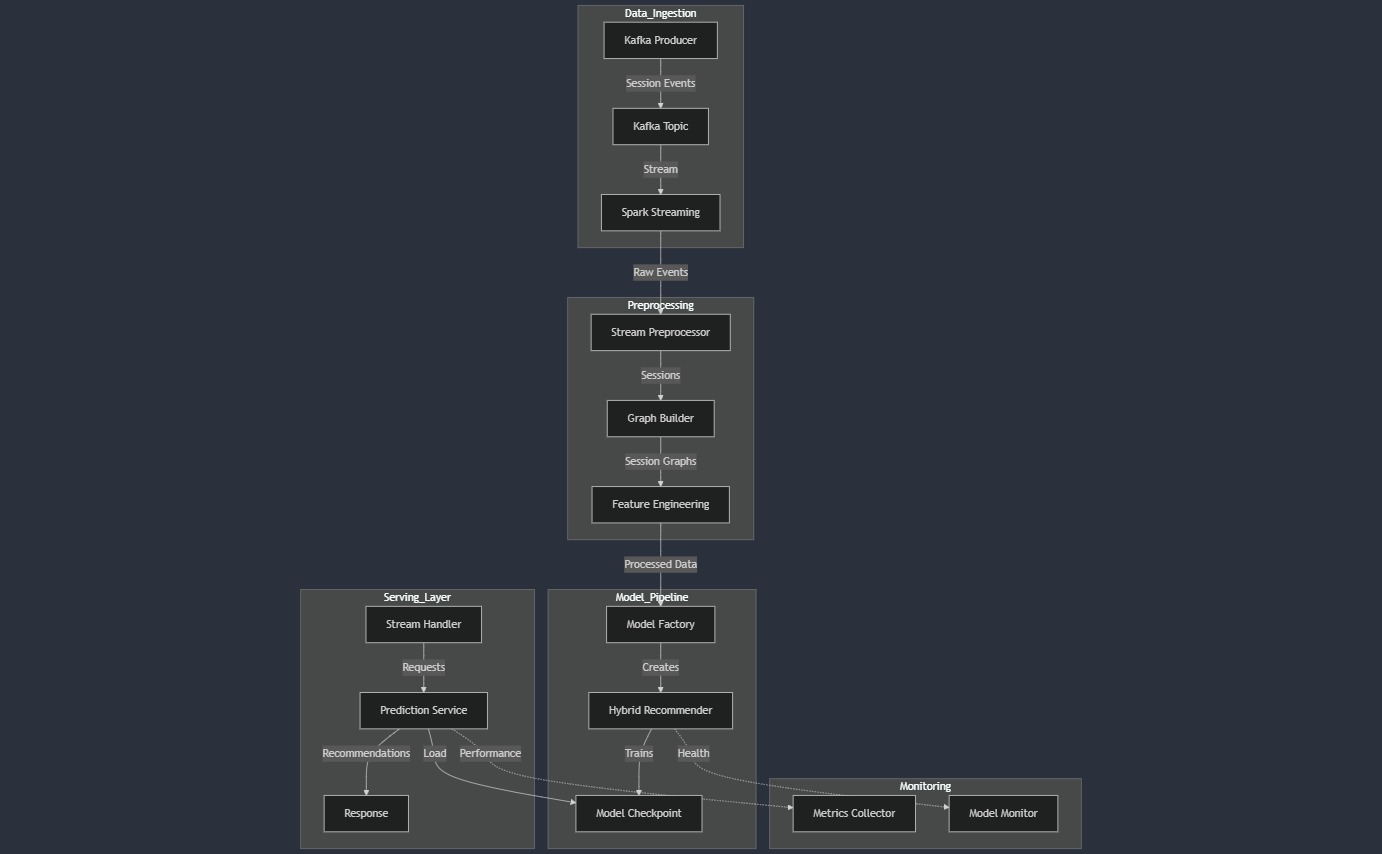 Data_Ingestion
Kafka Producer
Session Events
Kafka Topic
Stream
Spark Streaming
Raw Events
Preprocessing
Stream Preprocessor
Sessions
Graph Builder
Session Graphs
Feature Engineering
Processed Data
Serving_Layer
Stream Handler
Requests
Prediction Service
Recommendations
Load
Performance
Response
Model_Pipeline
Model Factory
Creates
Hybrid Recommender
Trains
Health
Model Checkpoint
Monitoring
Metrics Collector
Model Monitor